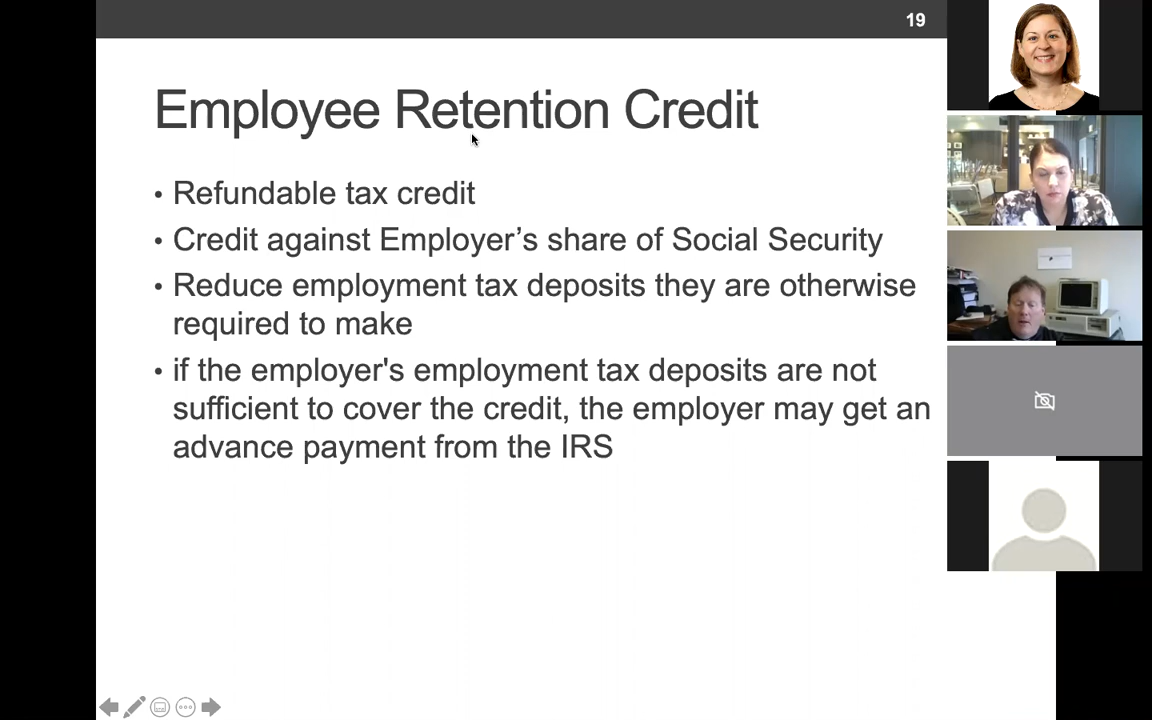 19
Employee Retention Credit
• Refundable tax credit
• Credit against Employer’s share of Social Security
• Reduce employment tax deposits they are otherwise
required to make
• if the employer's employment tax deposits are not
sufficient to cover the credit, the employer may get an
advance payment from the IRS